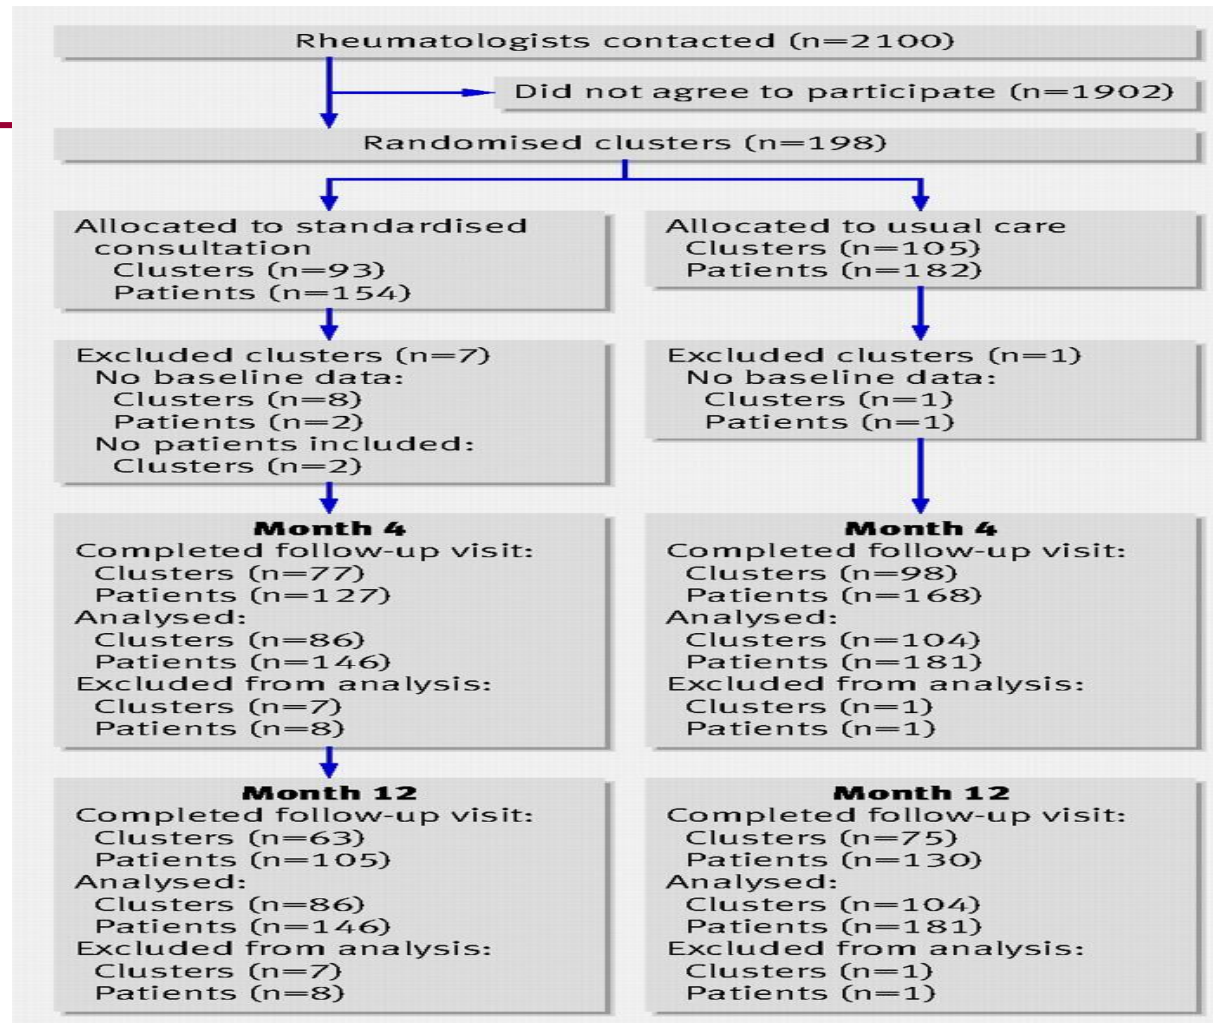 Rheumatologists contacted (n=2100)
Did not agree to participate (n=1902)
Randomised clusters (n=198)
Allocated to standardised
consultation
Clusters (n=93)
Patients (n=154)
Allocated to usual care
Clusters (n=105)
Patients (n=182)
Excluded clusters (n=7)
No baseline data:
Clusters (n=8)
Patients (n=2)
No patients included:
Clusters (n=2)
Excluded clusters (n=1)
No baseline data:
Clusters (n=1)
Patients (n=1)
Month 4
Completed follow-up visit:
Clusters (n=77)
Patients (n=127)
Analysed:
Clusters (n=86)
Patients (n=146)
Excluded from analysis:
Clusters (n=7)
Patients (n=8)
Month 4
Completed follow-up visit:
Clusters (n=98)
Patients (n=168)
Analysed:
Clusters (n=104)
Patients (n=181)
Excluded from analysis:
Clusters (n=1)
Patients (n=1)
Month 12
Completed follow-up visit:
Clusters (n=63)
Patients (n=105)
Analysed:
Clusters (n=86)
Patients (n=146)
Excluded from analysis:
Clusters (n=7)
Patients (n=8)
Month 12
Completed follow-up visit:
Clusters (n=75)
Patients (n=130)
Analysed:
Clusters (n=104)
Patients (n=181)
Excluded from analysis:
Clusters (n=1)
Patients (n=1)